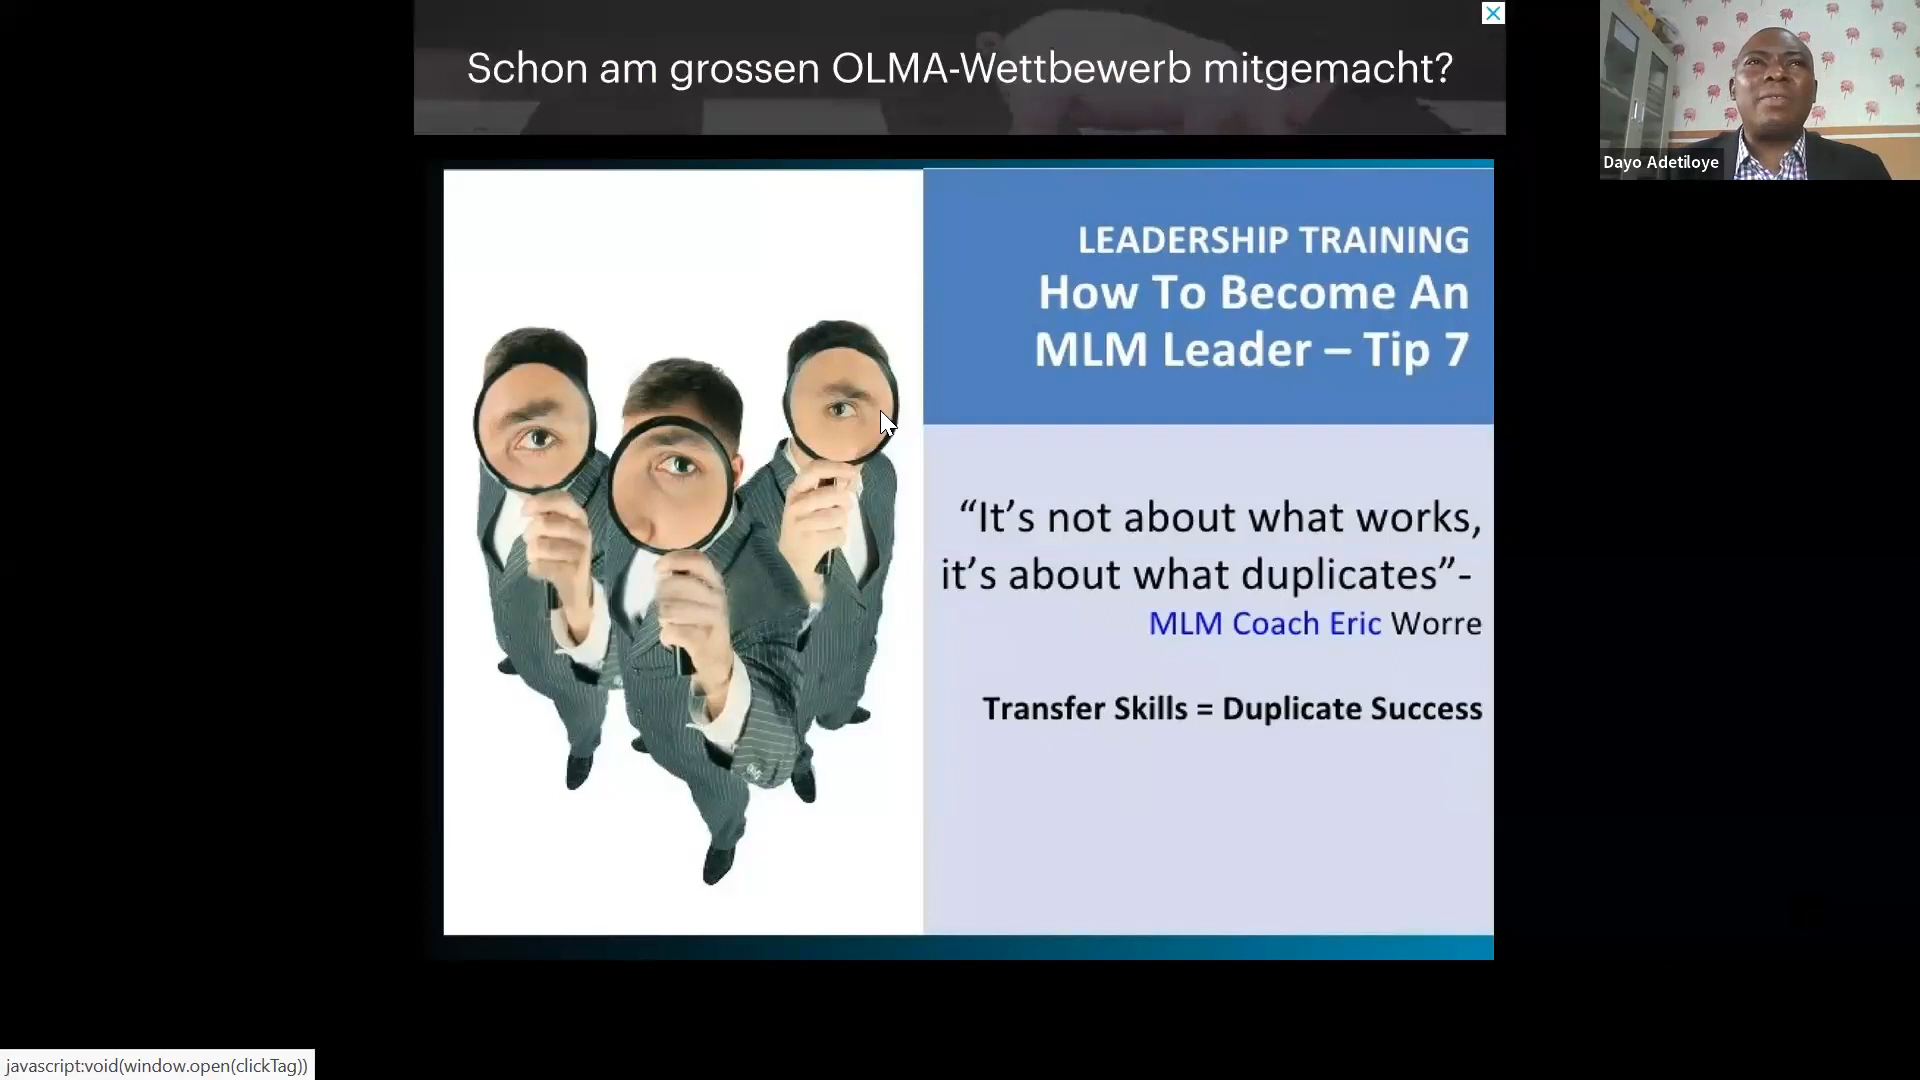 Schon am grossen OLMA-Wettbewerb mitgemacht?
Dayo Adetiloye
LEADERSHIP TRAINING
How To Become An
MLM Leader – Tip 7
“It’s not about what works,
it’s about what duplicates”-
MLM Coach Eric Worre
Transfer Skills = Duplicate Success
javascript:void(window.open(clickTag))